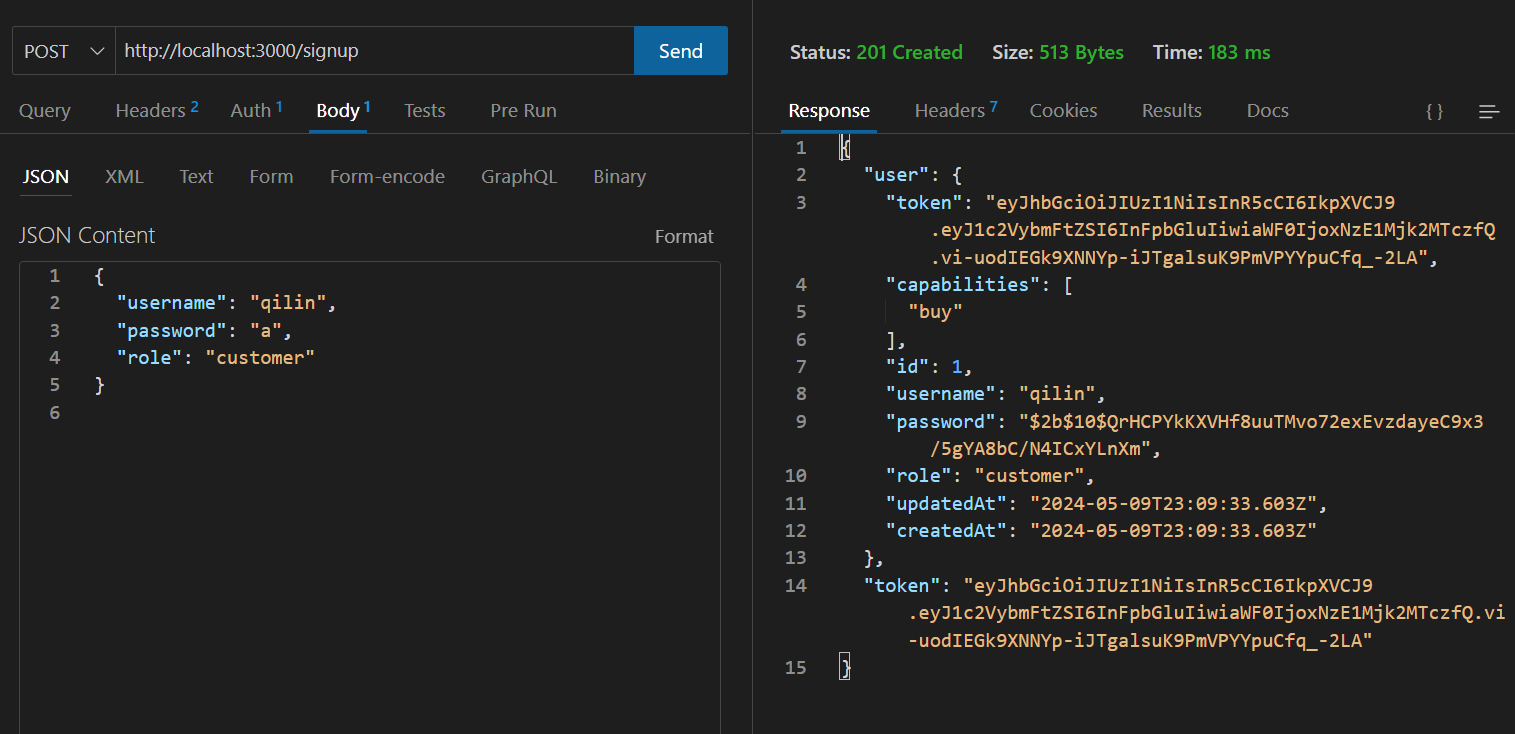 POST
http://localhost:3000/signup
Send
Query
Headers 2
Auth 1
Body 1
Tests
Pre Run
JSON
XML
Text
Form
Form-encode
GraphQL
Binary
JSON Content
Format
1 {
2 "username": "qilin",
3 "password": "a",
4 "role": "customer"
5 }
6
Status: 201 Created Size: 513 Bytes Time: 183 ms
Response
Headers 7
Cookies
Results
Docs
{ }
1 {
2 "user": {
3 "token": "eyJhbGciOiJIUzI1NiIsInR5cCI6IkpXVCJ9
.eyJ1c2VybmFtZSI6InFpbGluIiwiaWF0IjoxNzE1Mjk2MTczfQ
.vi-uodIEGk9XNNYp-iJTgalsuK9PmVPYYpuCfq_-2LA",
4 "capabilities": [
5 "buy"
6 ],
7 "id": 1,
8 "username": "qilin",
9 "password": "$2b$10$QrHCPYkKXVHf8uuTMvo72exEvzdayeC9x3
/5gYA8bC/N4ICxYLnXm",
10 "role": "customer",
11 "updatedAt": "2024-05-09T23:09:33.603Z",
12 "createdAt": "2024-05-09T23:09:33.603Z"
13 },
14 "token": "eyJhbGciOiJIUzI1NiIsInR5cCI6IkpXVCJ9
.eyJ1c2VybmFtZSI6InFpbGluIiwiaWF0IjoxNzE1Mjk2MTczfQ.vi
-uodIEGk9XNNYp-iJTgalsuK9PmVPYYpuCfq_-2LA"
15 }